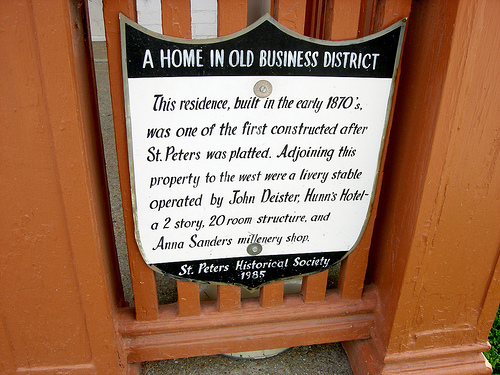 A HOME IN OLD BUSINESS DISTRICT
This residence, built in the early 1870's,
was one of the first constructed after
St. Peters was platted. Adjoining this
property to the west were a livery stable
operated by John Deister, Hunn's Hotel-
a 2 story, 20 room structure, and
Anna Sanders millenery shop.
St. Peters Historical Society
1985